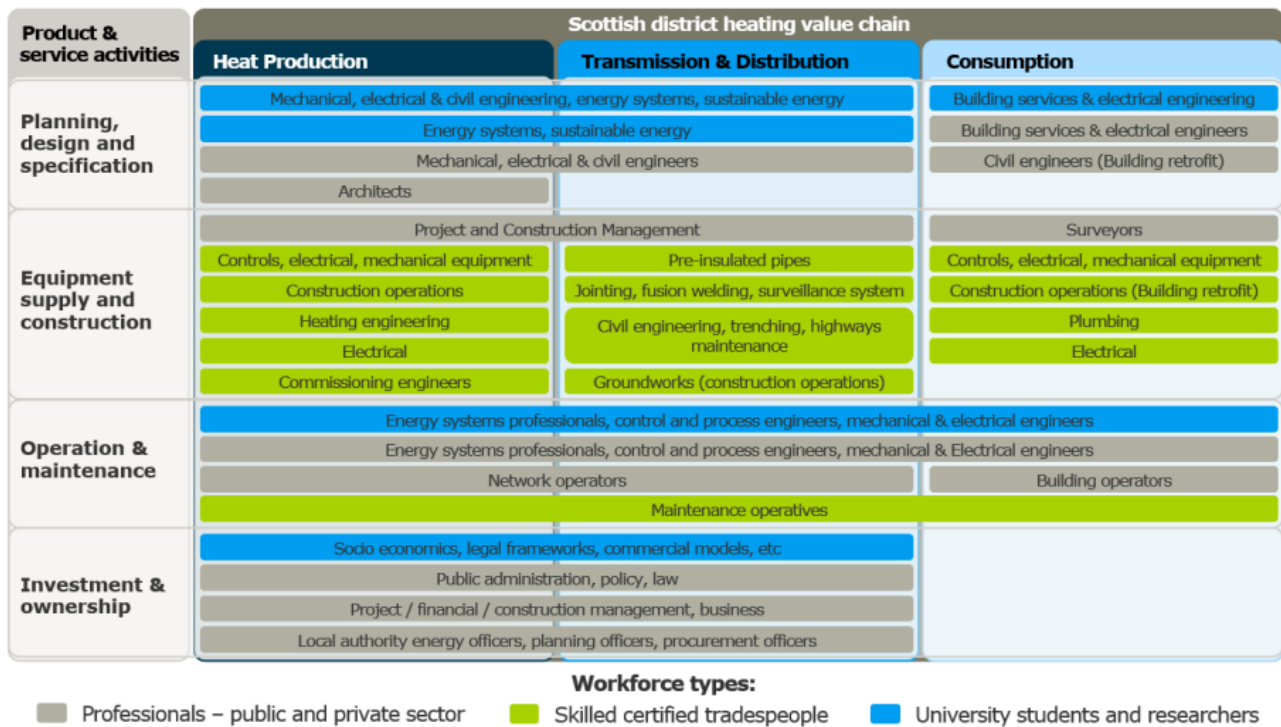 Product &
service activities
Scottish district heating value chain
Heat Production
Transmission & Distribution
Consumption
Planning,
design and
specification
Mechanical, electrical & civil engineering, energy systems, sustainable energy
Building services & electrical engineering
Energy systems, sustainable energy
Building services & electrical engineers
Mechanical, electrical & civil engineers
Civil engineers (Building retrofit)
Architects
Equipment
supply and
construction
Project and Construction Management
Surveyors
Controls, electrical, mechanical equipment
Pre-insulated pipes
Controls, electrical, mechanical equipment
Construction operations
Jointing, fusion welding, surveillance system
Construction operations (Building retrofit)
Heating engineering
Civil engineering, trenching, highways
maintenance
Plumbing
Electrical
Electrical
Commissioning engineers
Groundworks (construction operations)
Operation &
maintenance
Energy systems professionals, control and process engineers, mechanical & electrical engineers
Energy systems professionals, control and process engineers, mechanical & Electrical engineers
Network operators
Building operators
Maintenance operatives
Investment &
ownership
Socio economics, legal frameworks, commercial models, etc
Public administration, policy, law
Project / financial / construction management, business
Local authority energy officers, planning officers, procurement officers
Workforce types:
Professionals – public and private sector
Skilled certified tradespeople
University students and researchers